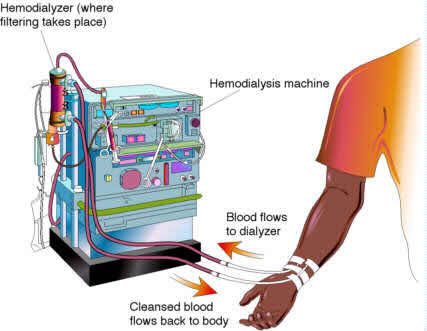 Hemodialyzer (where
filtering takes place)
Hemodialysis machine
Blood flows
to dialyzer
Cleansed blood
flows back to body